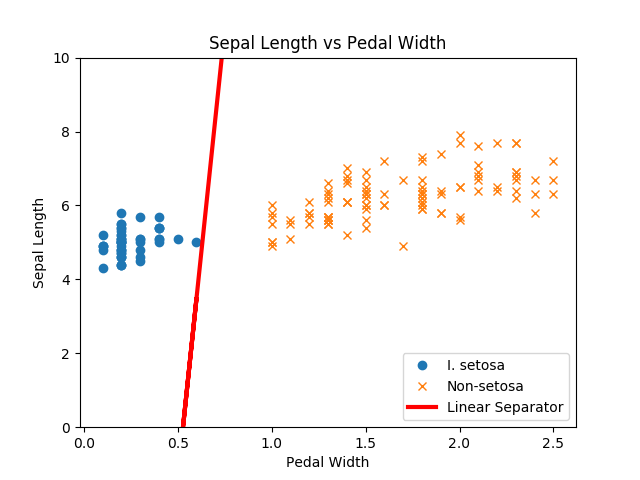 Sepal Length vs Pedal Width
10
8
6
4
2
0
Sepal Length
0.0 0.5 1.0 1.5 2.0 2.5
Pedal Width
I. setosa
Non-setosa
Linear Separator